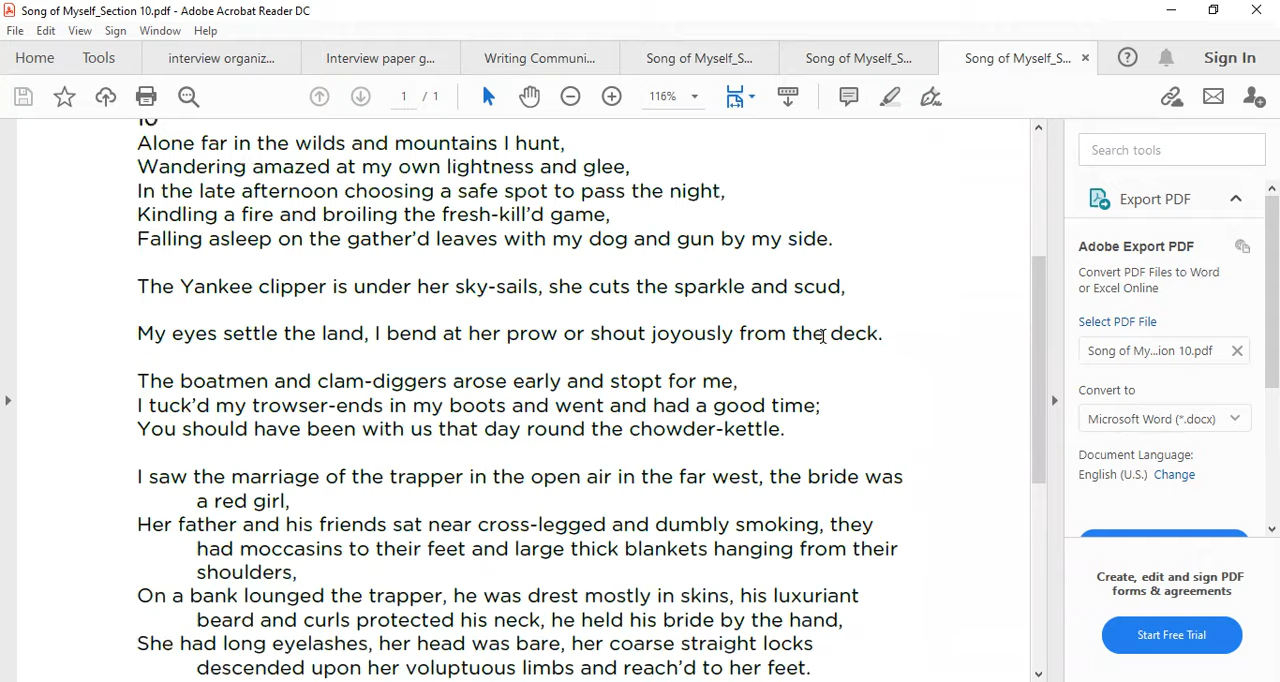 Song of Myself_Section 10.pdf - Adobe Acrobat Reader DC
File Edit View Sign Window Help
Home Tools interview organiz... Interview paper g... Writing Communi... Song of Myself_S... Song of Myself_S... Song of Myself_S... Sign In
1 / 1 116%
10
Alone far in the wilds and mountains I hunt,
Wandering amazed at my own lightness and glee,
In the late afternoon choosing a safe spot to pass the night,
Kindling a fire and broiling the fresh-kill’d game,
Falling asleep on the gather’d leaves with my dog and gun by my side.
The Yankee clipper is under her sky-sails, she cuts the sparkle and scud,
My eyes settle the land, I bend at her prow or shout joyously from the deck.
The boatmen and clam-diggers arose early and stopt for me,
I tuck’d my trowser-ends in my boots and went and had a good time;
You should have been with us that day round the chowder-kettle.
I saw the marriage of the trapper in the open air in the far west, the bride was
a red girl,
Her father and his friends sat near cross-legged and dumbly smoking, they
had moccasins to their feet and large thick blankets hanging from their
shoulders,
On a bank lounged the trapper, he was drest mostly in skins, his luxuriant
beard and curls protected his neck, he held his bride by the hand,
She had long eyelashes, her head was bare, her coarse straight locks
descended upon her voluptuous limbs and reach’d to her feet.
Search tools
Export PDF
Adobe Export PDF
Convert PDF Files to Word
or Excel Online
Select PDF File
Song of My...ion 10.pdf
Convert to
Microsoft Word (*.docx)
Document Language:
English (U.S.) Change
Create, edit and sign PDF
forms & agreements
Start Free Trial